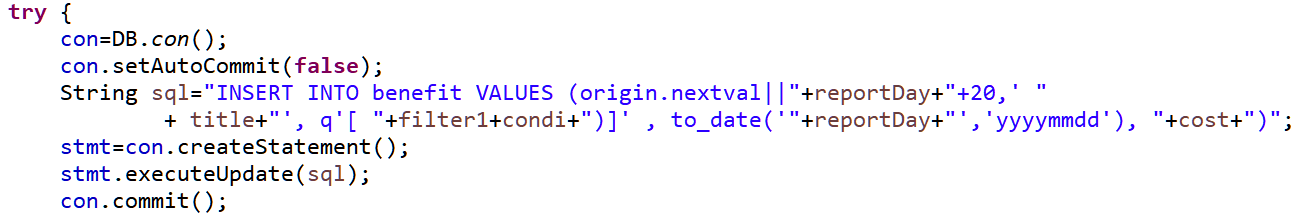 try {
    con=DB.con();
    con.setAutoCommit(false);
    String sql="INSERT INTO benefit VALUES (origin.nextval||"+reportDay+"+20,' "
            + title+"', q'[ "+filter1+condi+")]' , to_date('"+reportDay+"','yyyymmdd'), "+cost+")";
    stmt=con.createStatement();
    stmt.executeUpdate(sql);
    con.commit();